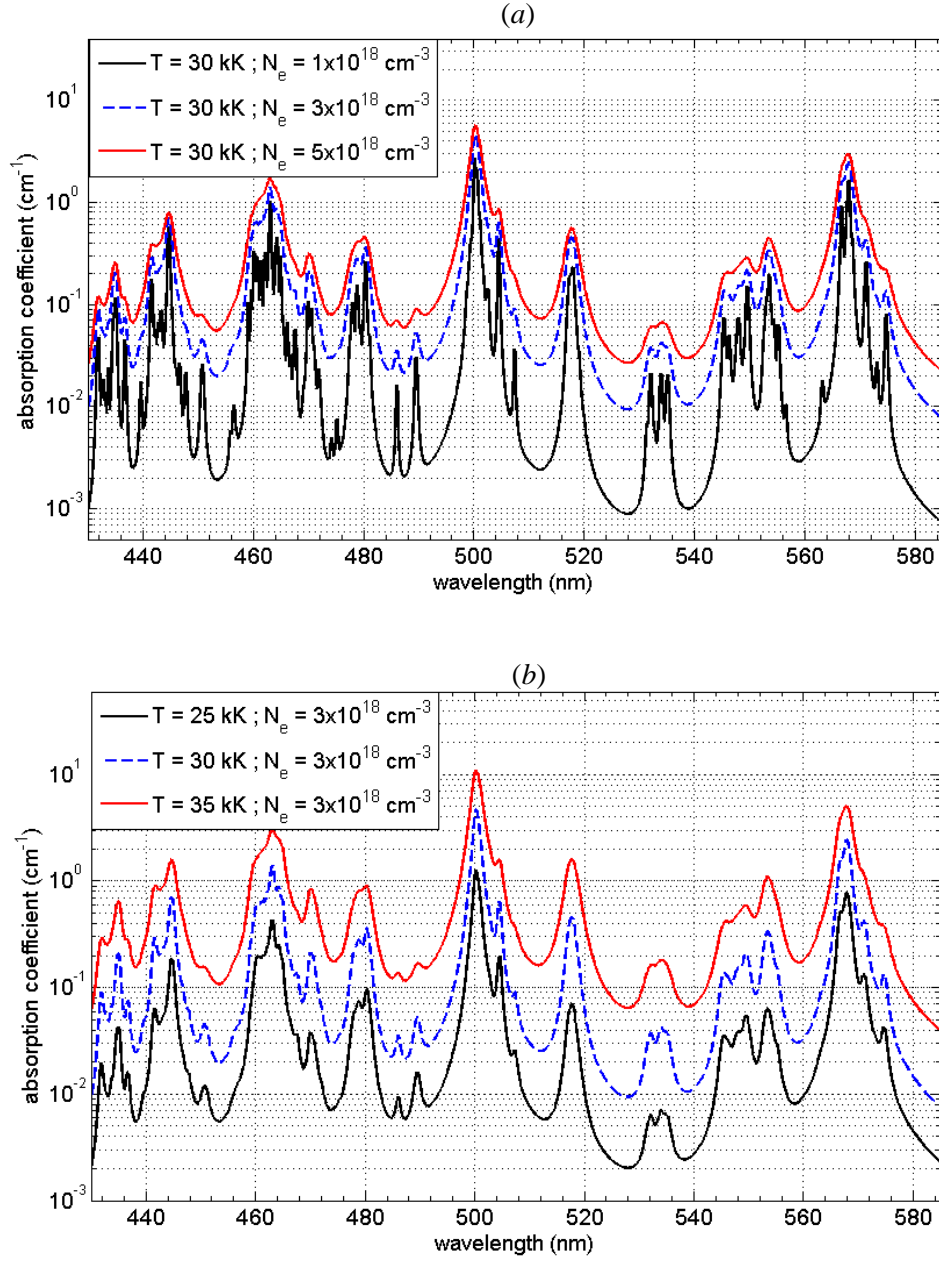 (a)
T = 30 kK ; N_e = 1x10^18 cm^-3
T = 30 kK ; N_e = 3x10^18 cm^-3
T = 30 kK ; N_e = 5x10^18 cm^-3
absorption coefficient (cm^-1)
10^1
10^0
10^-1
10^-2
10^-3
440 460 480 500 520 540 560 580
wavelength (nm)
(b)
T = 25 kK ; N_e = 3x10^18 cm^-3
T = 30 kK ; N_e = 3x10^18 cm^-3
T = 35 kK ; N_e = 3x10^18 cm^-3
absorption coefficient (cm^-1)
10^1
10^0
10^-1
10^-2
10^-3
440 460 480 500 520 540 560 580
wavelength (nm)